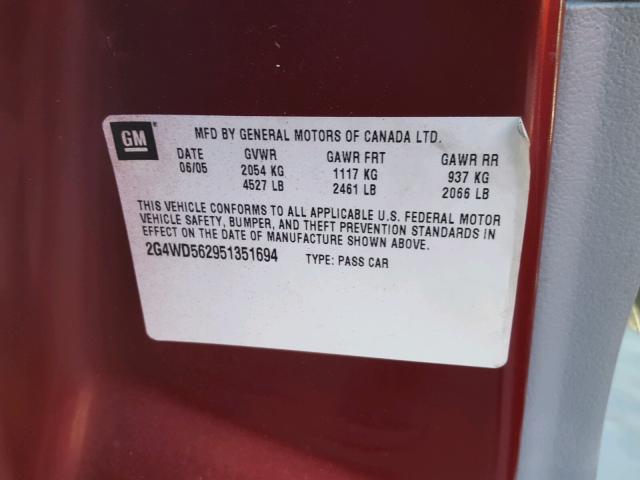 GM
MFD BY GENERAL MOTORS OF CANADA LTD.
DATE GVWR GAWR FRT GAWR RR
06/05 2054 KG 1117 KG 937 KG
4527 LB 2461 LB 2066 LB
THIS VEHICLE CONFORMS TO ALL APPLICABLE U.S. FEDERAL MOTOR
VEHICLE SAFETY, BUMPER, AND THEFT PREVENTION STANDARDS IN
EFFECT ON THE DATE OF MANUFACTURE SHOWN ABOVE.
2G4WD562951351694 TYPE: PASS CAR